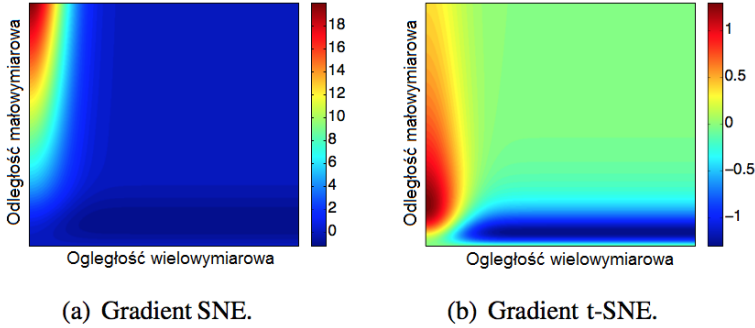 Odległość małowymiarowa
18
16
14
12
10
8
6
4
2
0
Ogległość wielowymiarowa
(a) Gradient SNE.
Odległość małowymiarowa
1
0.5
0
−0.5
−1
Ogległość wielowymiarowa
(b) Gradient t-SNE.